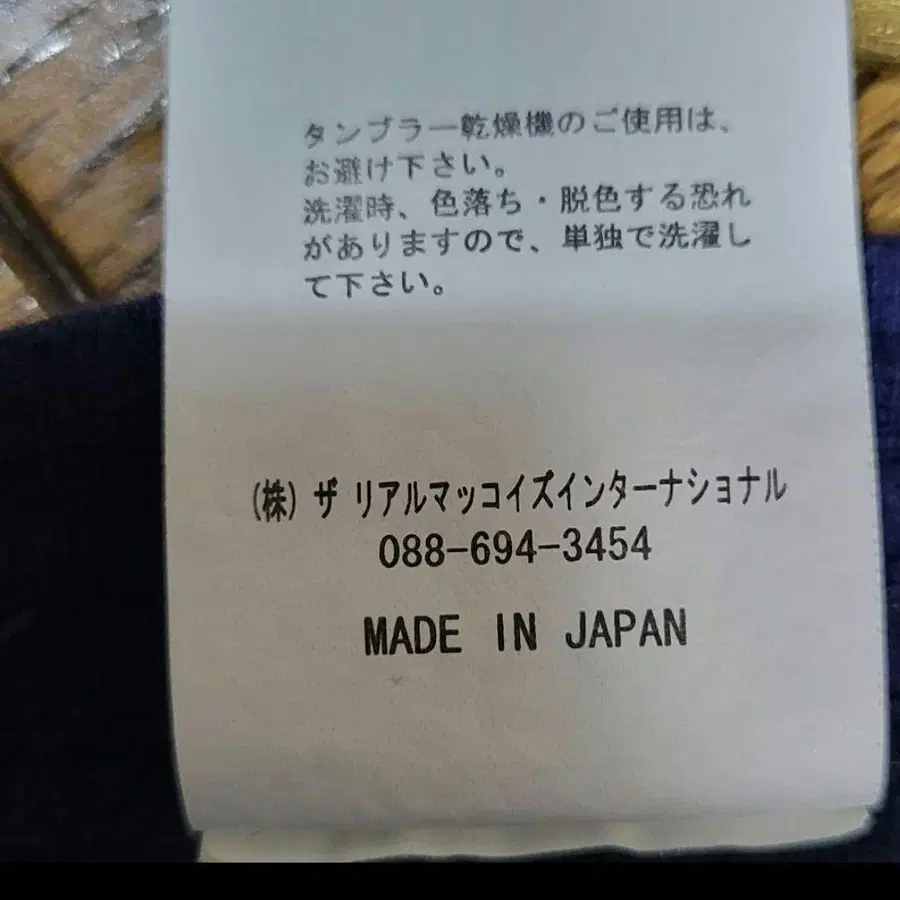 タンブラー乾燥機のご使用は、
お避け下さい。
洗濯時、色落ち・脱色する恐れ
がありますので、単独で洗濯し
て下さい。
(株) ザ リアルマッコイズインターナショナル
088-694-3454
MADE IN JAPAN